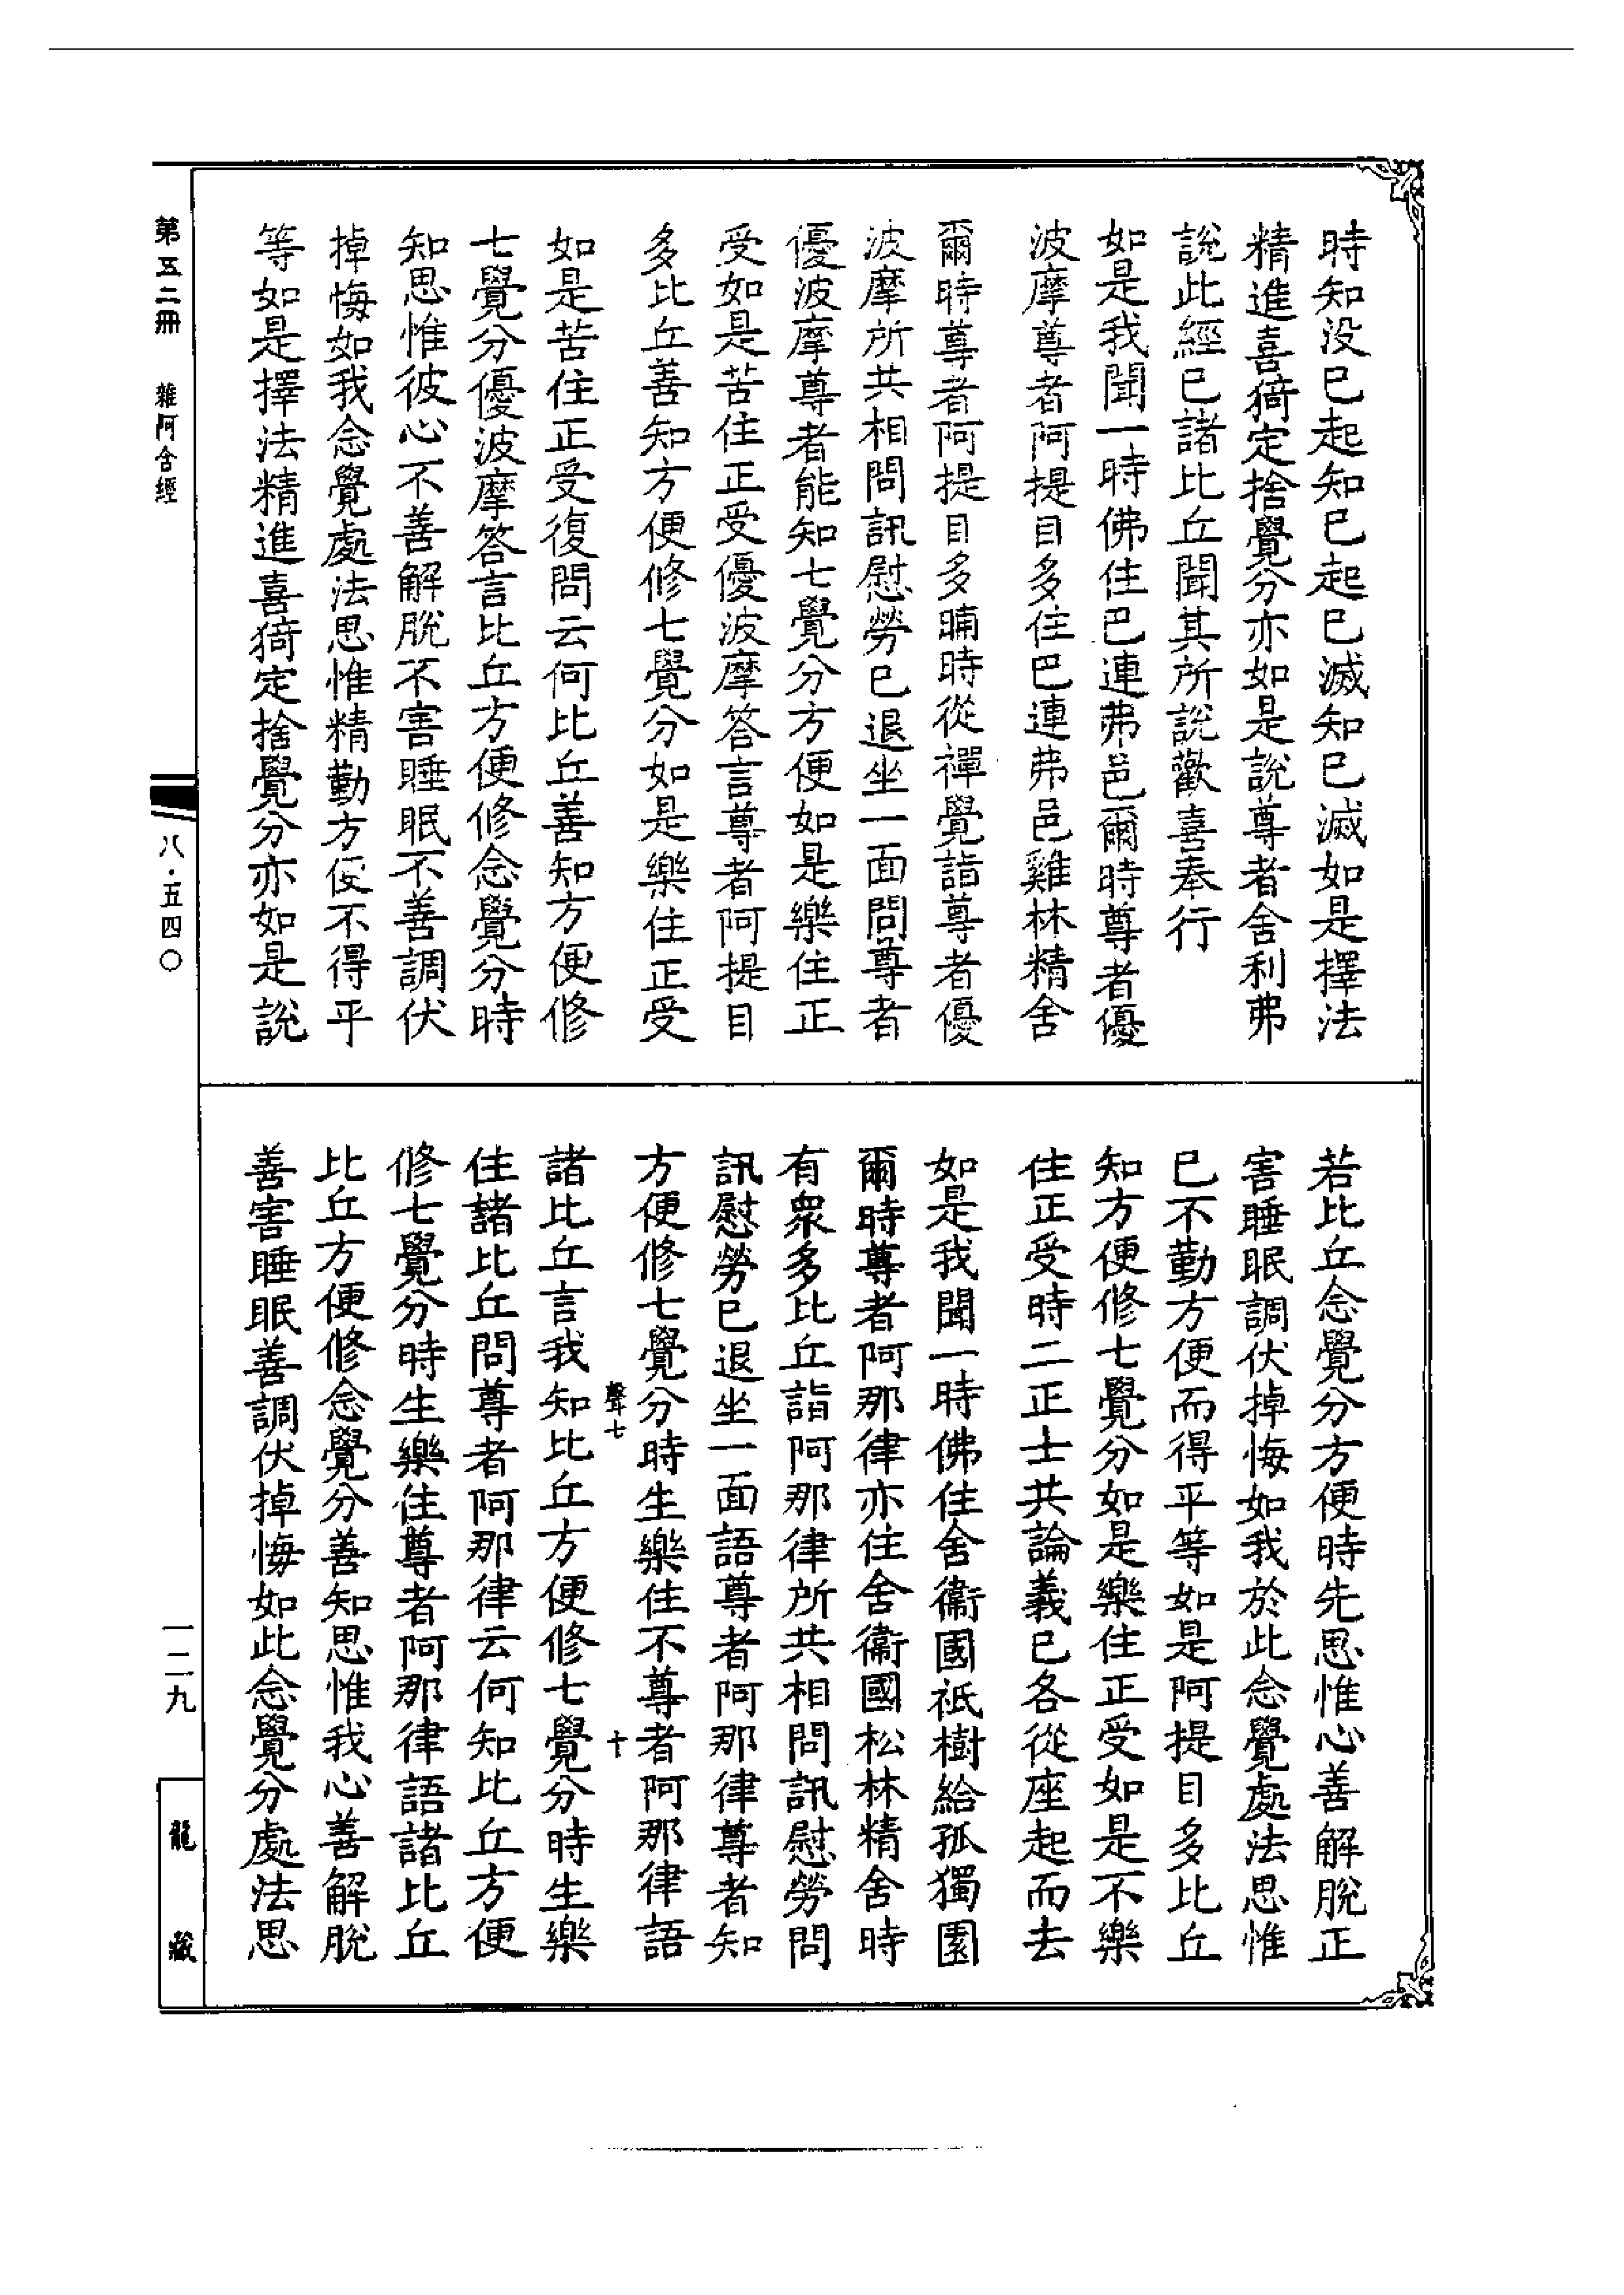 時知没已起知已起已滅知已滅如是擇法
精進喜猗定捨覺分亦如是說尊者舍利弗
說此經已諸比丘聞其所說歡喜奉行
如是我聞一時佛住巴連弗邑爾時尊者優
波摩尊者阿提目多住巴連弗邑雞林精舍
爾時尊者阿提目多晡時從禪覺詣尊者優
波摩所共相問訊慰勞已退坐一面問尊者
優波摩尊者能知七覺分方便如是樂住正
受如是苦住正受優波摩答言尊者阿提目
多比丘善知方便修七覺分如是樂住正受
如是苦住正受復問云何比丘善知方便修
七覺分優波摩答言比丘方便修念覺分時
知思惟彼心不善解脫不害睡眠不善調伏
掉悔如我念覺處法思惟精勤方便不得平
等如是擇法精進喜猗定捨覺分亦如是說
若比丘念覺分方便時先思惟心善解脫正
害睡眠調伏掉悔如我於此念覺處法思惟
已不勤方便而得平等如是阿提目多比丘
知方便修七覺分如是樂住正受如是不樂
住正受時二正士共論義已各從座起而去
如是我聞一時佛住舍衞國祇樹給孤獨園
爾時尊者阿那律亦住舍衞國松林精舍時
有衆多比丘詣阿那律所共相問訊慰勞問
訊慰勞已退坐一面語尊者阿那律尊者知
方便修七覺分時生樂住不尊者阿那律語
聲七　十
諸比丘言我知比丘方便修七覺分時生樂
住諸比丘問尊者阿那律云何知比丘方便
修七覺分時生樂住尊者阿那律語諸比丘
比丘方便修念覺分善知思惟我心善解脫
善害睡眠善調伏掉悔如此念覺分處法思
第五二冊　雜阿含經
八·五四〇
一二九
龍藏